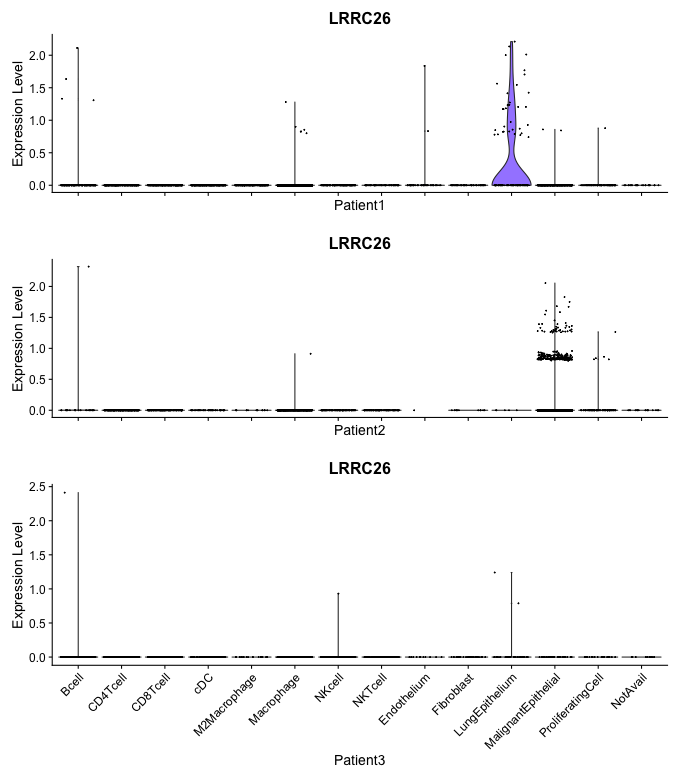 LRRC26
Expression Level
2.0
1.5
1.0
0.5
0.0
Patient1
LRRC26
Expression Level
2.0
1.5
1.0
0.5
0.0
Patient2
LRRC26
Expression Level
2.5
2.0
1.5
1.0
0.5
0.0
Bcell
CD4Tcell
CD8Tcell
cDC
M2Macrophage
Macrophage
NKcell
NKTcell
Endothelium
Fibroblast
LungEpithelium
MalignantEpithelial
ProliferatingCell
NotAvail
Patient3